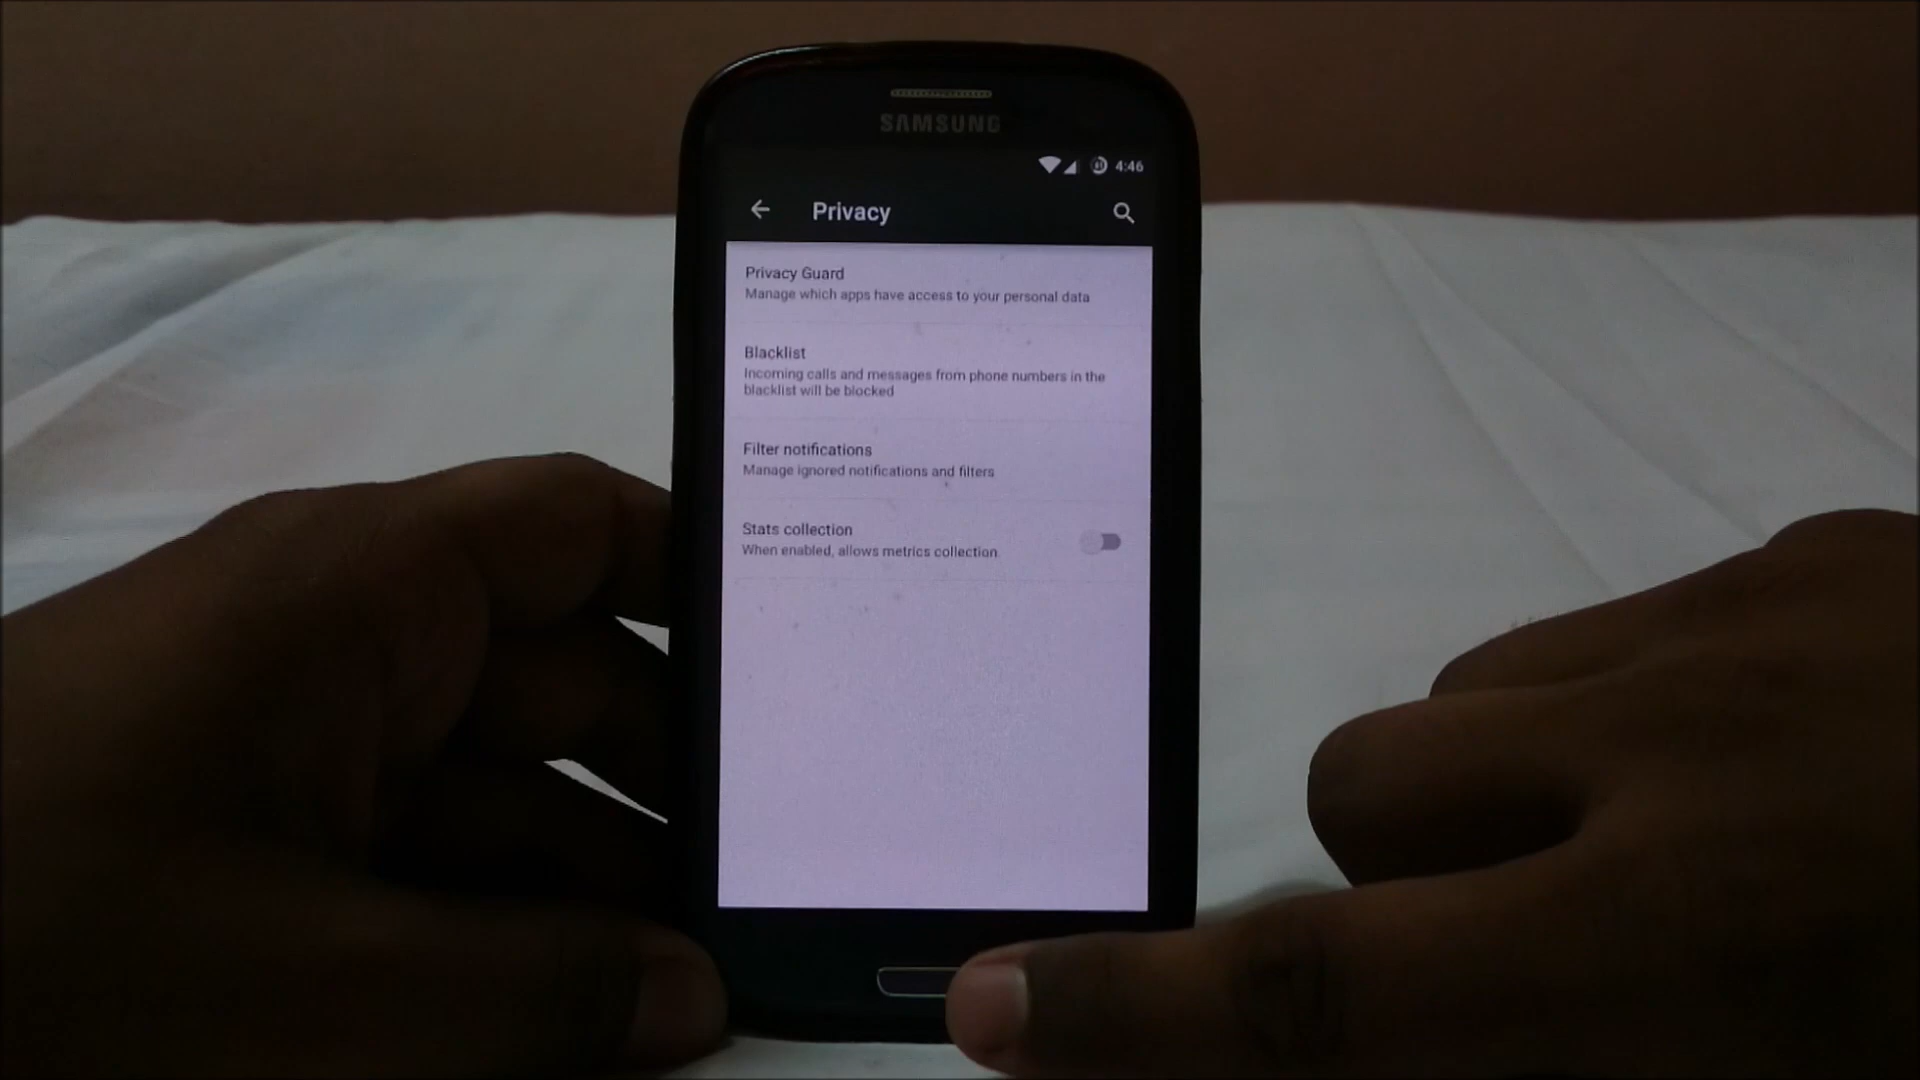 SAMSUNG
4:46
Privacy
Privacy Guard
Manage which apps have access to your personal data
Blacklist
Incoming calls and messages from phone numbers in the
blacklist will be blocked
Filter notifications
Manage ignored notifications and filters
Stats collection
When enabled, allows metrics collection